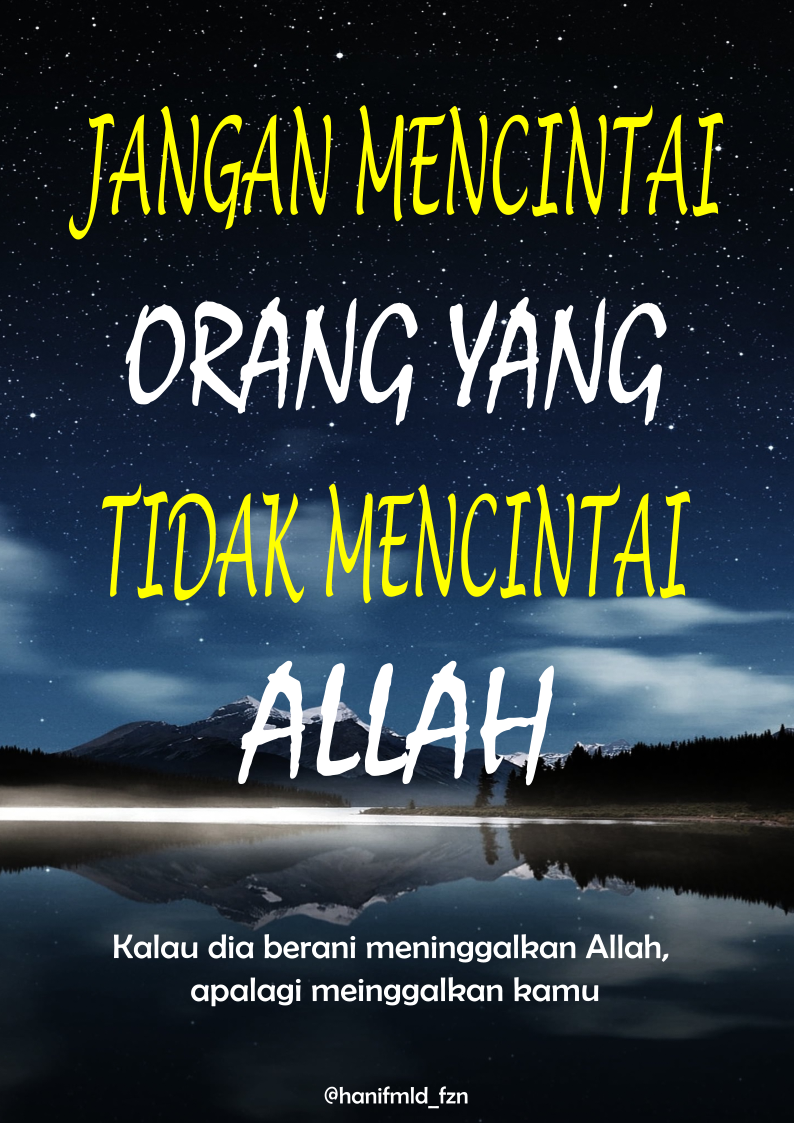 JANGAN MENCINTAI
ORANG YANG
TIDAK MENCINTAI
ALLAH
Kalau dia berani meninggalkan Allah,
apalagi meinggalkan kamu
@hanifmld_fzn